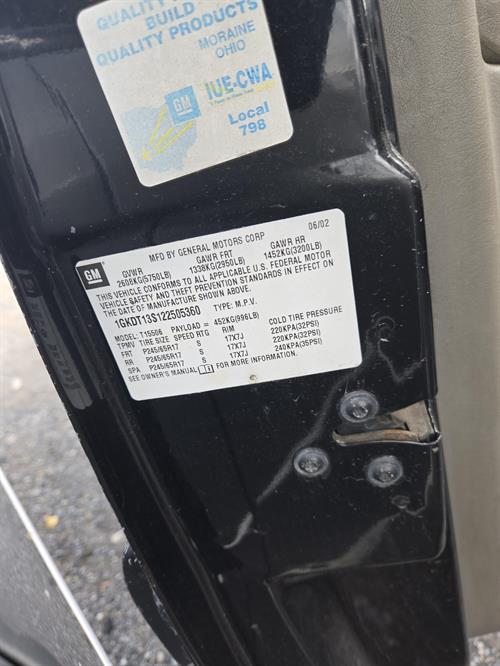 QUALITY PEOPLE
BUILD
QUALITY PRODUCTS
MORAINE
OHIO
GM
IUE-CWA
Local
798
GM
MFD BY GENERAL MOTORS CORP 06/02
GVWR GAWR FRT GAWR RR
2608KG(5750LB) 1338KG(2950LB) 1452KG(3200LB)
THIS VEHICLE CONFORMS TO ALL APPLICABLE U.S. FEDERAL MOTOR
VEHICLE SAFETY AND THEFT PREVENTION STANDARDS IN EFFECT ON
THE DATE OF MANUFACTURE SHOWN ABOVE.
1GKDT13S122505360 TYPE: M.P.V.
MODEL: T15506 PAYLOAD = 452KG(996LB)
TPMN TIRE SIZE SPEED RTG RIM COLD TIRE PRESSURE
FRT P245/65R17 S 17X7J 220KPA(32PSI)
RR P245/65R17 S 17X7J 220KPA(32PSI)
SPA P245/65R17 S 17X7J 240KPA(35PSI)
SEE OWNER'S MANUAL FOR MORE INFORMATION.